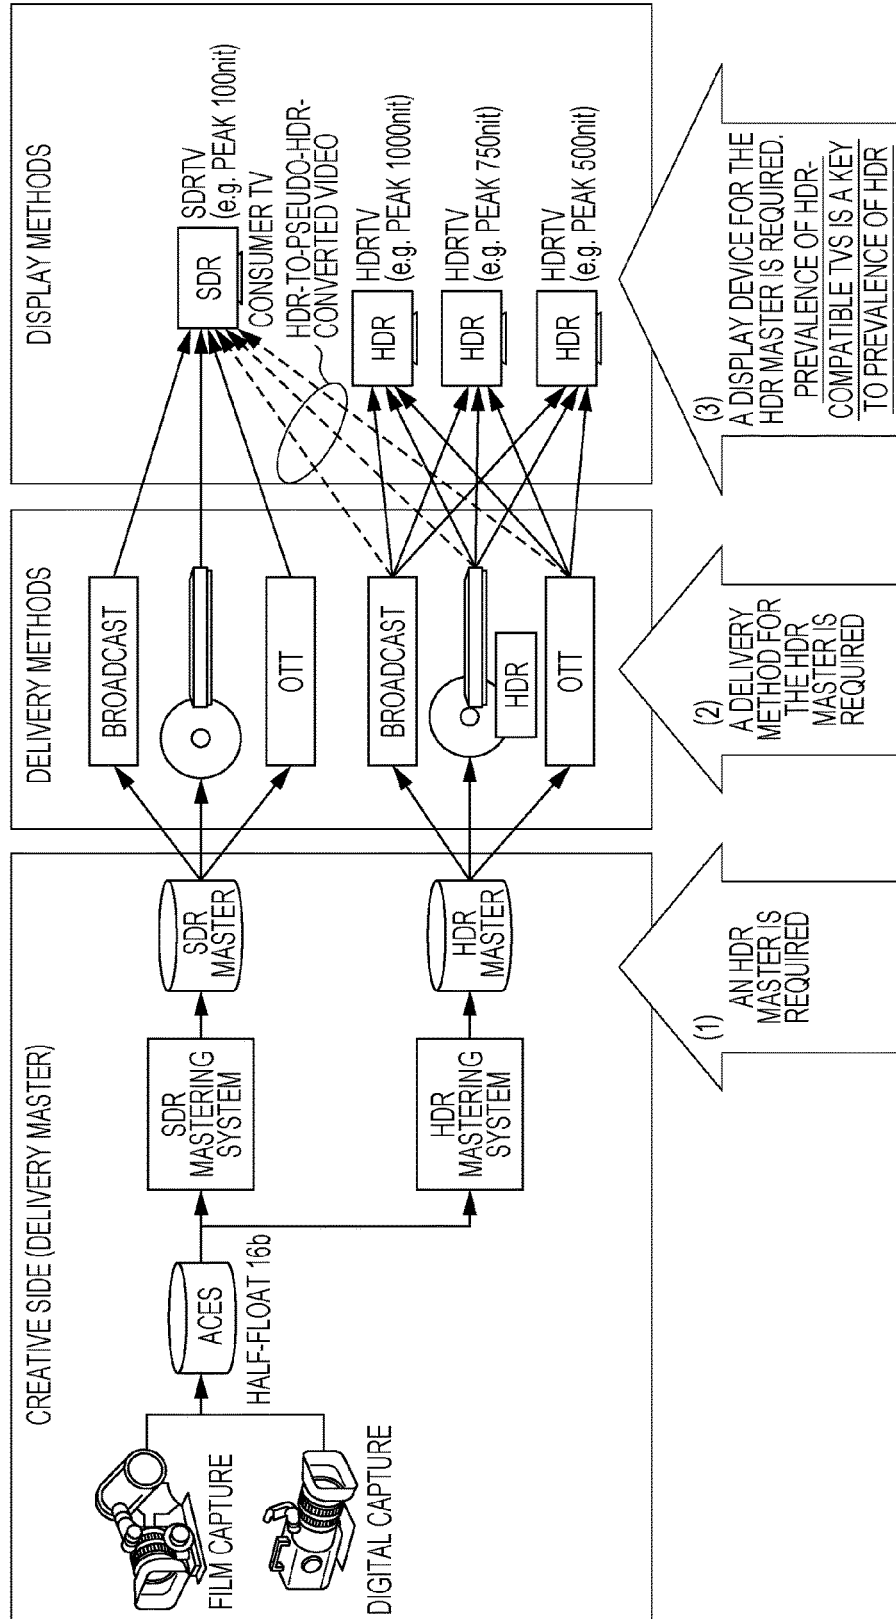 CREATIVE SIDE (DELIVERY MASTER)
FILM CAPTURE
DIGITAL CAPTURE
ACES
HALF-FLOAT 16b
SDR
MASTERING
SYSTEM
HDR
MASTERING
SYSTEM
SDR
MASTER
HDR
MASTER
DELIVERY METHODS
BROADCAST
OTT
BROADCAST
HDR
OTT
DISPLAY METHODS
SDR
SDRTV
(e.g. PEAK 100nit)
CONSUMER TV
HDR-TO-PSEUDO-HDR-
CONVERTED VIDEO
HDR
HDRTV
(e.g. PEAK 1000nit)
HDR
HDRTV
(e.g. PEAK 750nit)
HDR
HDRTV
(e.g. PEAK 500nit)
(1)
AN HDR
MASTER IS
REQUIRED
(2)
A DELIVERY
METHOD FOR
THE HDR
MASTER IS
REQUIRED
(3)
A DISPLAY DEVICE FOR THE
HDR MASTER IS REQUIRED.
PREVALENCE OF HDR-
COMPATIBLE TVS IS A KEY
TO PREVALENCE OF HDR